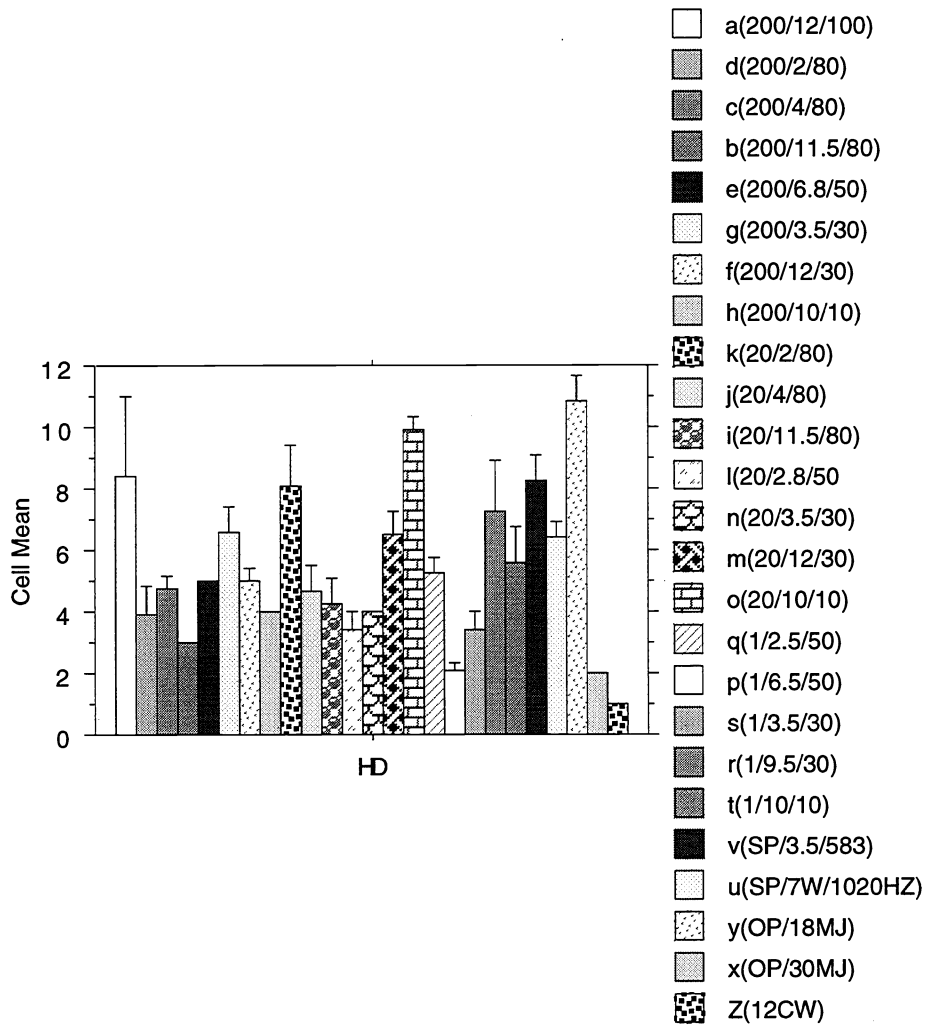 a(200/12/100)
d(200/2/80)
c(200/4/80)
b(200/11.5/80)
e(200/6.8/50)
g(200/3.5/30)
f(200/12/30)
h(200/10/10)
k(20/2/80)
j(20/4/80)
i(20/11.5/80)
l(20/2.8/50
n(20/3.5/30)
m(20/12/30)
o(20/10/10)
q(1/2.5/50)
p(1/6.5/50)
s(1/3.5/30)
r(1/9.5/30)
t(1/10/10)
v(SP/3.5/583)
u(SP/7W/1020HZ)
y(OP/18MJ)
x(OP/30MJ)
Z(12CW)
Cell Mean
12
10
8
6
4
2
0
HD